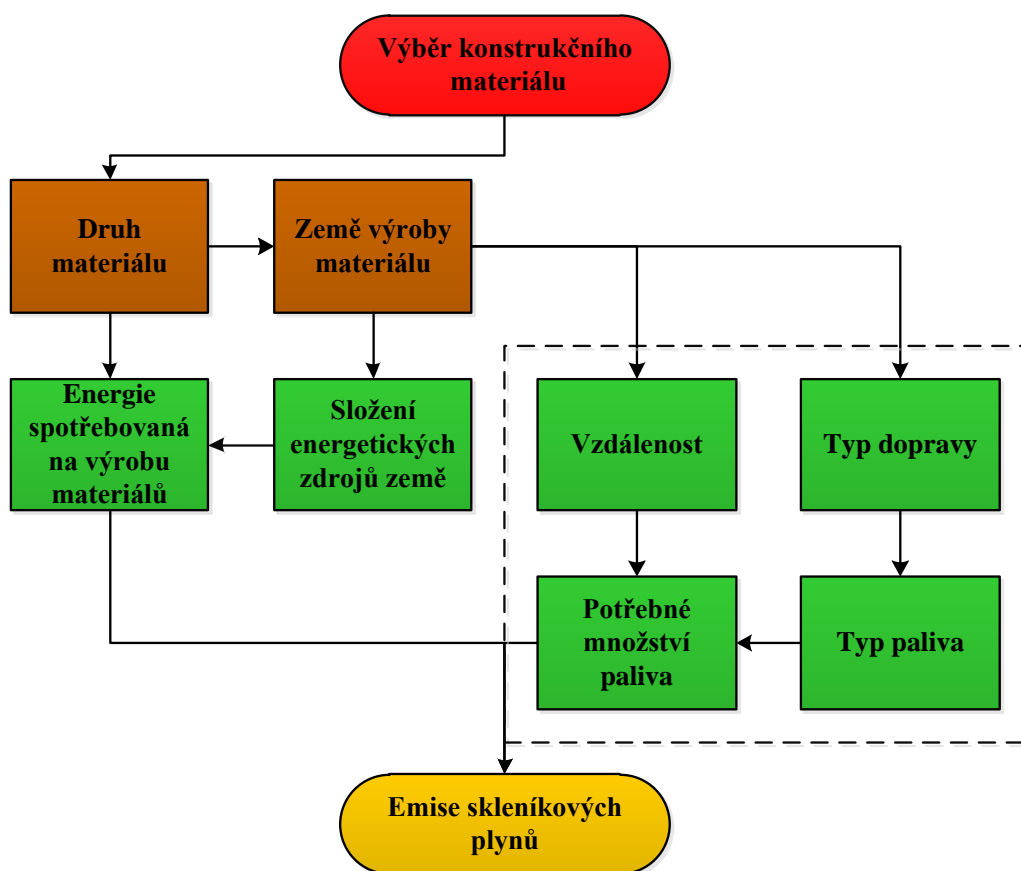 Výběr konstrukčního
materiálu
Druh
materiálu
Země výroby
materiálu
Energie
spotřebovaná
na výrobu
materiálů
Složení
energetických
zdrojů země
Vzdálenost
Typ dopravy
Potřebné
množství
paliva
Typ paliva
Emise skleníkových
plynů